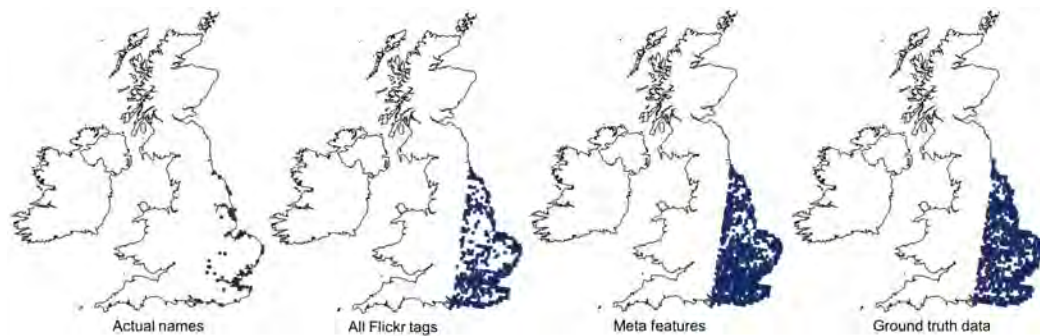 Actual names
All Flickr tags
Meta features
Ground truth data